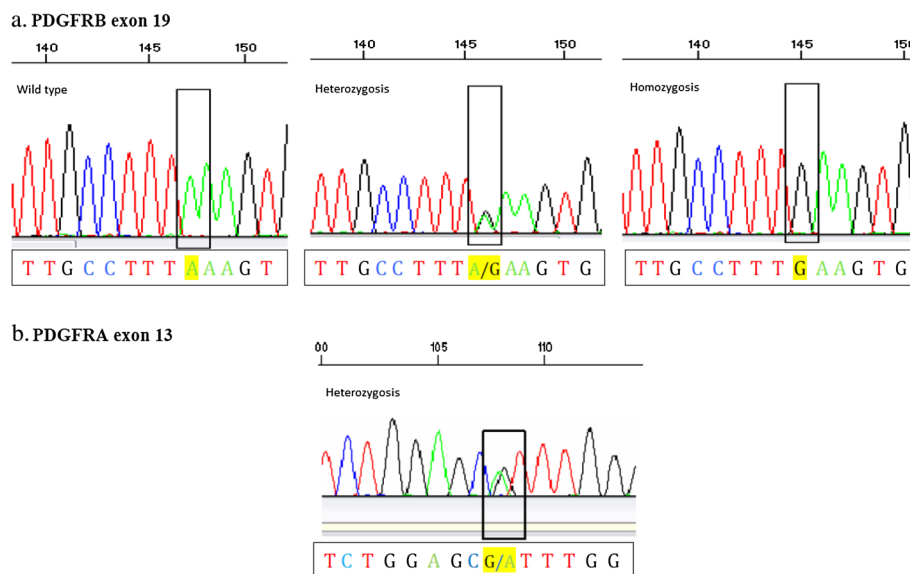 a. PDGFRB exon 19
140 145 150
140 145 150
140 145 150
Wild type
Heterozygosis
Homozygosis
T T G C C T T T A A A G T
T T G C C T T T A/G A A G T G
T T G C C T T T G A A G T G
b. PDGFRA exon 13
00 105 110
Heterozygosis
T C T G G A G C G/A T T T G G